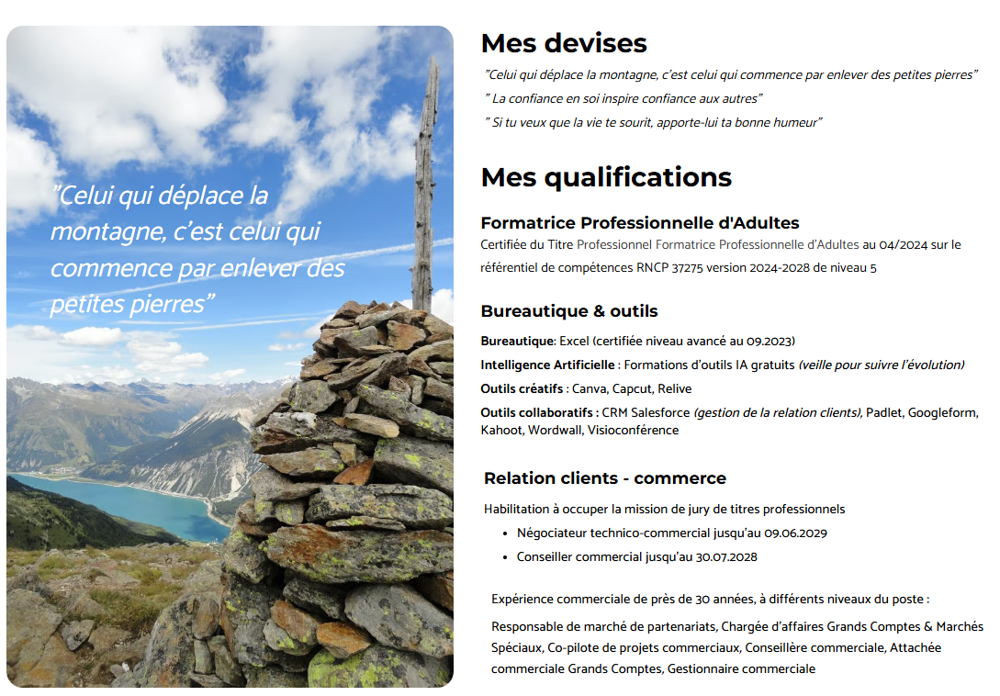 "Celui qui déplace la
montagne, c'est celui qui
commence par enlever des
petites pierres"
Mes devises
"Celui qui déplace la montagne, c'est celui qui commence par enlever des petites pierres"
" La confiance en soi inspire confiance aux autres"
" Si tu veux que la vie te sourit, apporte-lui ta bonne humeur"
Mes qualifications
Formatrice Professionnelle d'Adultes
Certifiée du Titre Professionnel Formatrice Professionnelle d'Adultes au 04/2024 sur le
référentiel de compétences RNCP 37275 version 2024-2028 de niveau 5
Bureautique & outils
Bureautique: Excel (certifiée niveau avancé au 09.2023)
Intelligence Artificielle : Formations d'outils IA gratuits (veille pour suivre l'évolution)
Outils créatifs : Canva, Capcut, Relive
Outils collaboratifs : CRM Salesforce (gestion de la relation clients), Padlet, Googleform,
Kahoot, Wordwall, Visioconférence
Relation clients - commerce
Habilitation à occuper la mission de jury de titres professionnels
• Négociateur technico-commercial jusqu'au 09.06.2029
• Conseiller commercial jusqu'au 30.07.2028
Expérience commerciale de près de 30 années, à différents niveaux du poste :
Responsable de marché de partenariats, Chargée d'affaires Grands Comptes & Marchés
Spéciaux, Co-pilote de projets commerciaux, Conseillère commerciale, Attachée
commerciale Grands Comptes, Gestionnaire commerciale